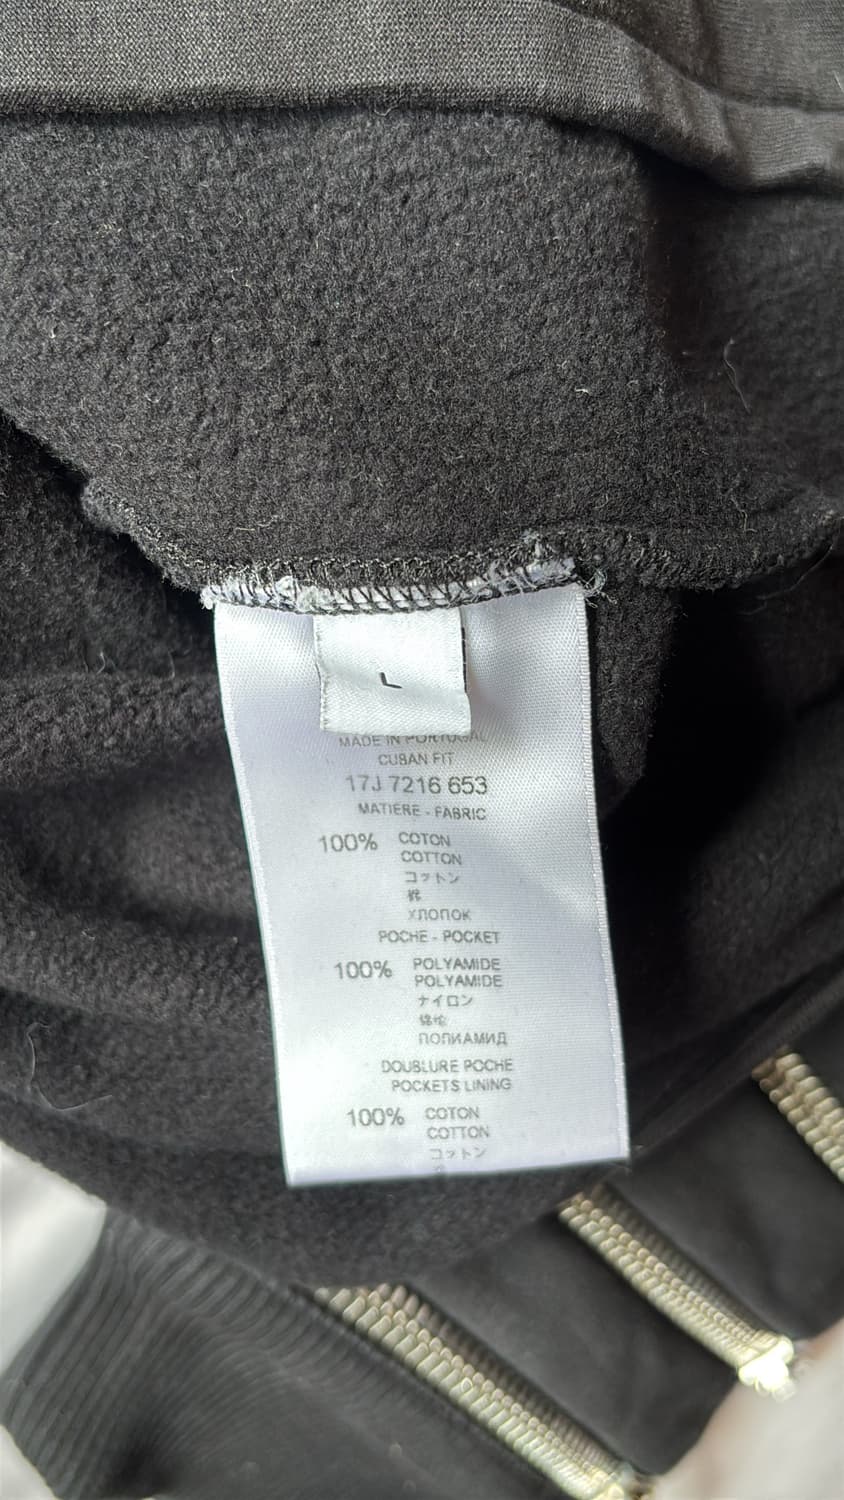 L
MADE IN PORTUGAL
CUBAN FIT
17J 7216 653
MATIERE - FABRIC
100% COTON
COTTON
コットン
棉
ХЛОПОК
POCHE - POCKET
100% POLYAMIDE
POLYAMIDE
ナイロン
锦纶
ПОЛИАМИД
DOUBLURE POCHE
POCKETS LINING
100% COTON
COTTON
コットン